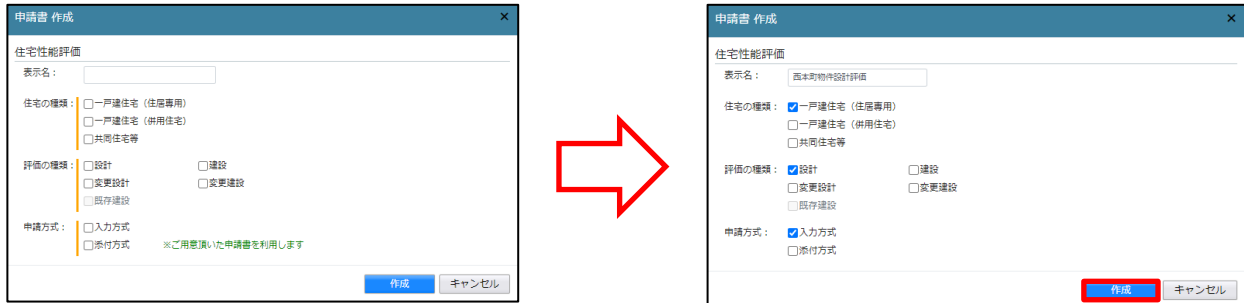 申請書 作成 ×
住宅性能評価
表示名：
住宅の種類： 一戸建住宅（住居専用）
一戸建住宅（併用住宅）
共同住宅等
評価の種類： 設計 建設
変更設計 変更建設
既存建設
申請方式： 入力方式
添付方式 ※ご用意頂いた申請書を利用します
作成 キャンセル
申請書 作成 ×
住宅性能評価
表示名： 西本町物件設計評価
住宅の種類： 一戸建住宅（住居専用）
一戸建住宅（併用住宅）
共同住宅等
評価の種類： 設計 建設
変更設計 変更建設
既存建設
申請方式： 入力方式
添付方式
作成 キャンセル